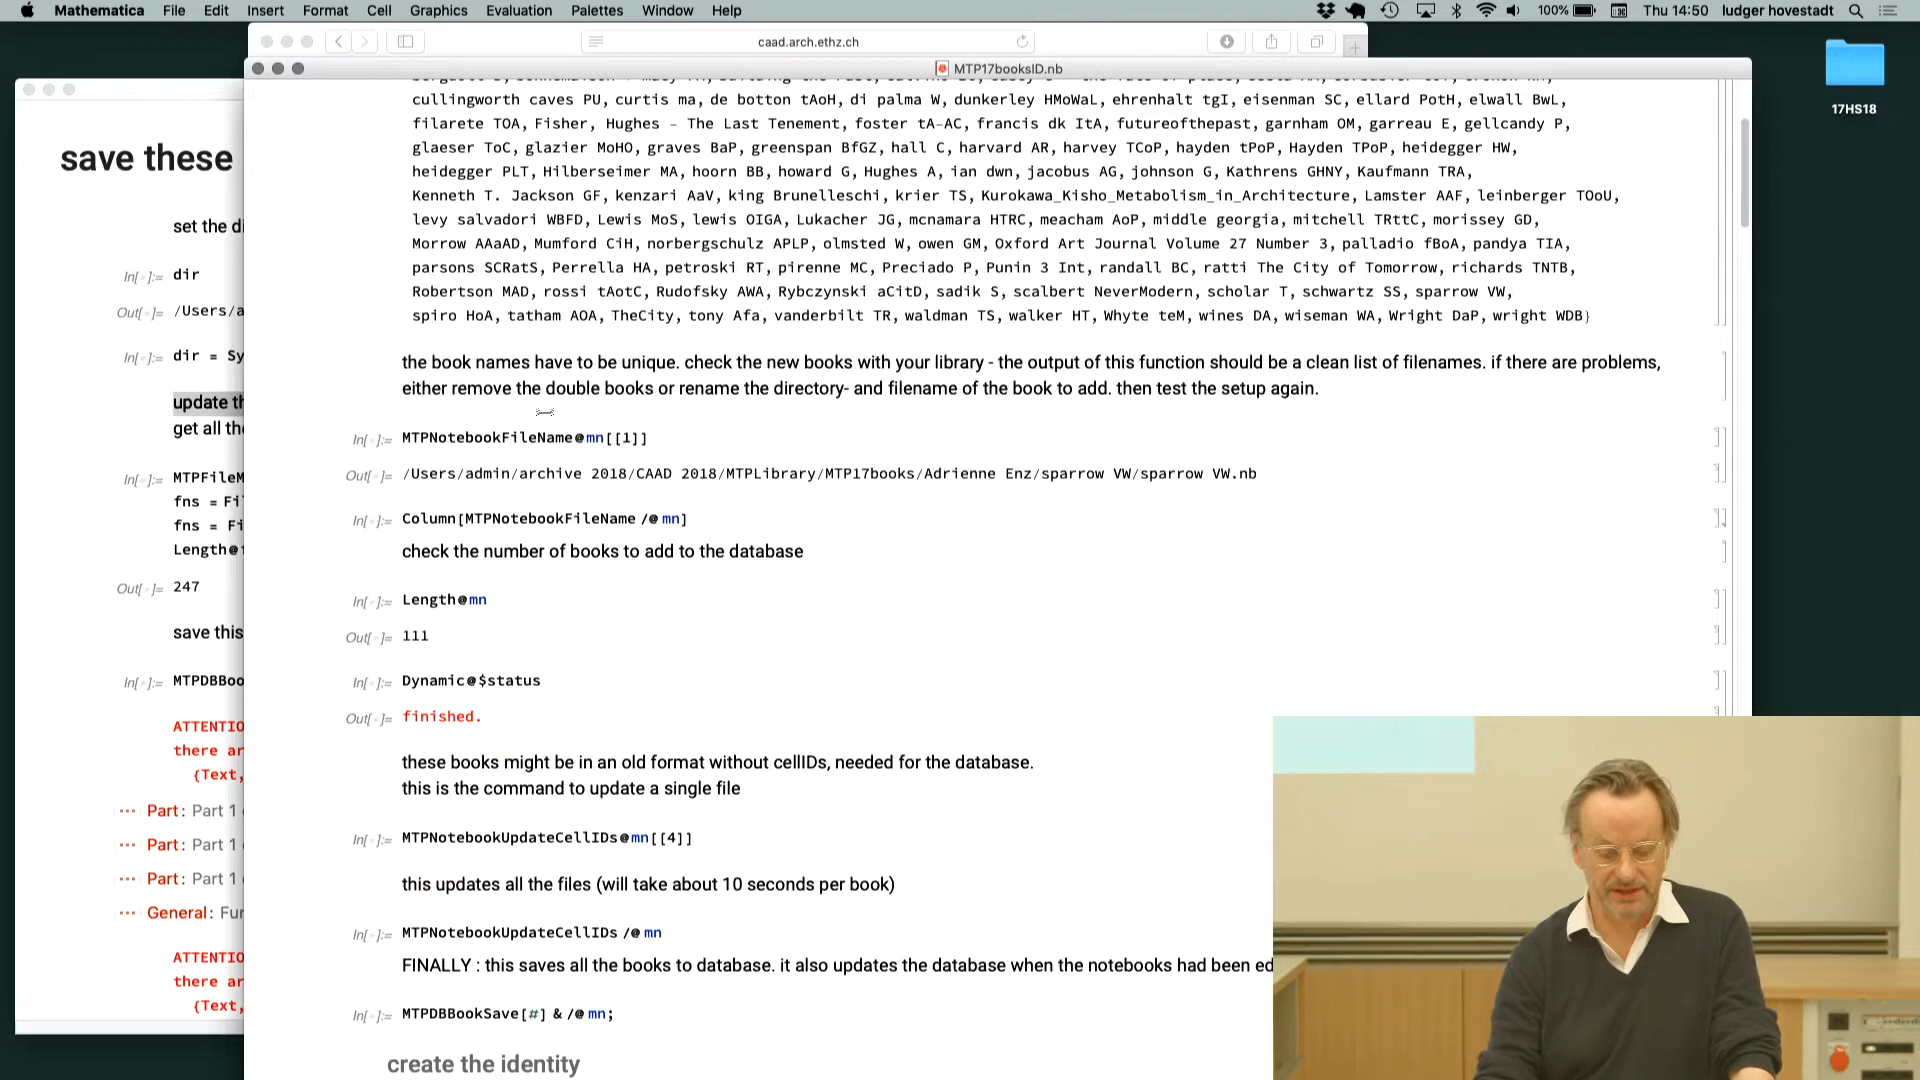 Mathematica File Edit Insert Format Cell Graphics Evaluation Palettes Window Help 100% Thu 14:50 ludger hovestadt
caad.arch.ethz.ch
MTP17booksID.nb
17HS18
cullingworth caves PU, curtis ma, de botton tAoH, di palma W, dunkerley HMoWaL, ehrenhalt tgI, eisenman SC, ellard PotH, elwall BwL,
filarete TOA, Fisher, Hughes – The Last Tenement, foster tA-AC, francis dk ItA, futureofthepast, garnham OM, garreau E, gellcandy P,
glaeser ToC, glazier MoHO, graves BaP, greenspan BfGZ, hall C, harvard AR, harvey TCoP, hayden tPoP, Hayden TPoP, heidegger HW,
heidegger PLT, Hilberseimer MA, hoorn BB, howard G, Hughes A, ian dwn, jacobus AG, johnson G, Kathrens GHNY, Kaufmann TRA,
Kenneth T. Jackson GF, kenzari AaV, king Brunelleschi, krier TS, Kurokawa_Kisho_Metabolism_in_Architecture, Lamster AAF, leinberger TOoU,
levy salvadori WBFD, Lewis MoS, lewis OIGA, Lukacher JG, mcnamara HTRC, meacham AoP, middle georgia, mitchell TRttC, morissey GD,
Morrow AAaAD, Mumford CiH, norbergschulz APLP, olmsted W, owen GM, Oxford Art Journal Volume 27 Number 3, palladio fBoA, pandya TIA,
parsons SCRatS, Perrella HA, petroski RT, pirenne MC, Preciado P, Punin 3 Int, randall BC, ratti The City of Tomorrow, richards TNTB,
Robertson MAD, rossi tAotC, Rudofsky AWA, Rybczynski aCitD, sadik S, scalbert NeverModern, scholar T, schwartz SS, sparrow VW,
spiro HoA, tatham AOA, TheCity, tony Afa, vanderbilt TR, waldman TS, walker HT, Whyte teM, wines DA, wiseman WA, Wright DaP, wright WDB}
the book names have to be unique. check the new books with your library - the output of this function should be a clean list of filenames. if there are problems,
either remove the double books or rename the directory- and filename of the book to add. then test the setup again.
In[ ]:= MTPNotebookFileName@mn[[1]]
Out[ ]= /Users/admin/archive 2018/CAAD 2018/MTPLibrary/MTP17books/Adrienne Enz/sparrow VW/sparrow VW.nb
In[ ]:= Column[MTPNotebookFileName /@ mn]
check the number of books to add to the database
In[ ]:= Length@mn
Out[ ]= 111
In[ ]:= Dynamic@$status
Out[ ]= finished.
these books might be in an old format without cellIDs, needed for the database.
this is the command to update a single file
In[ ]:= MTPNotebookUpdateCellIDs@mn[[4]]
this updates all the files (will take about 10 seconds per book)
In[ ]:= MTPNotebookUpdateCellIDs /@ mn
FINALLY : this saves all the books to database. it also updates the database when the notebooks had been ed
In[ ]:= MTPDBBookSave[#] & /@ mn;
create the identity
save these
set the di
In[ ]:= dir
Out[ ]= /Users/a
In[ ]:= dir = Sy
update th
get all the
In[ ]:= MTPFileM
fns = Fi
fns = Fi
Length@
Out[ ]= 247
save this
In[ ]:= MTPDBBoo
ATTENTIO
there ar
{Text,
Part: Part 1
Part: Part 1
Part: Part 1
General: Fur
ATTENTIO
there ar
{Text,